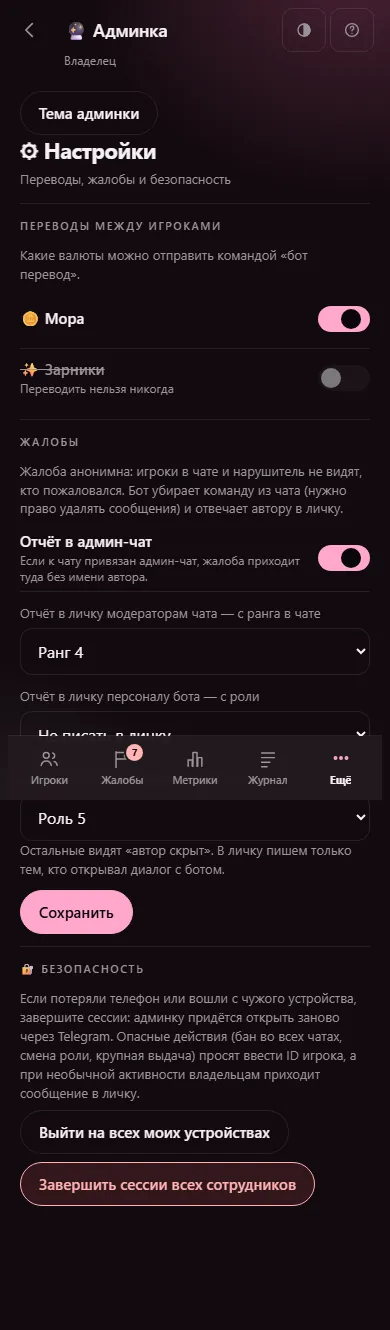 Админка
Владелец
Тема админки
Настройки
Переводы, жалобы и безопасность
ПЕРЕВОДЫ МЕЖДУ ИГРОКАМИ
Какие валюты можно отправить командой «бот
перевод».
Мора
Зарники
Переводить нельзя никогда
ЖАЛОБЫ
Жалоба анонимна: игроки в чате и нарушитель не видят,
кто пожаловался. Бот убирает команду из чата (нужно
право удалять сообщения) и отвечает автору в личку.
Отчёт в админ-чат
Если к чату привязан админ-чат, жалоба приходит
туда без имени автора.
Отчёт в личку модераторам чата — с ранга в чате
Ранг 4
Отчёт в личку персоналу бота — с роли
Не писать в личку
7
Игроки
Жалобы
Метрики
Журнал
Ещё
Роль 5
Остальные видят «автор скрыт». В личку пишем только
тем, кто открывал диалог с ботом.
Сохранить
БЕЗОПАСНОСТЬ
Если потеряли телефон или вошли с чужого устройства,
завершите сессии: админку придётся открыть заново
через Telegram. Опасные действия (бан во всех чатах,
смена роли, крупная выдача) просят ввести ID игрока, а
при необычной активности владельцам приходит
сообщение в личку.
Выйти на всех моих устройствах
Завершить сессии всех сотрудников